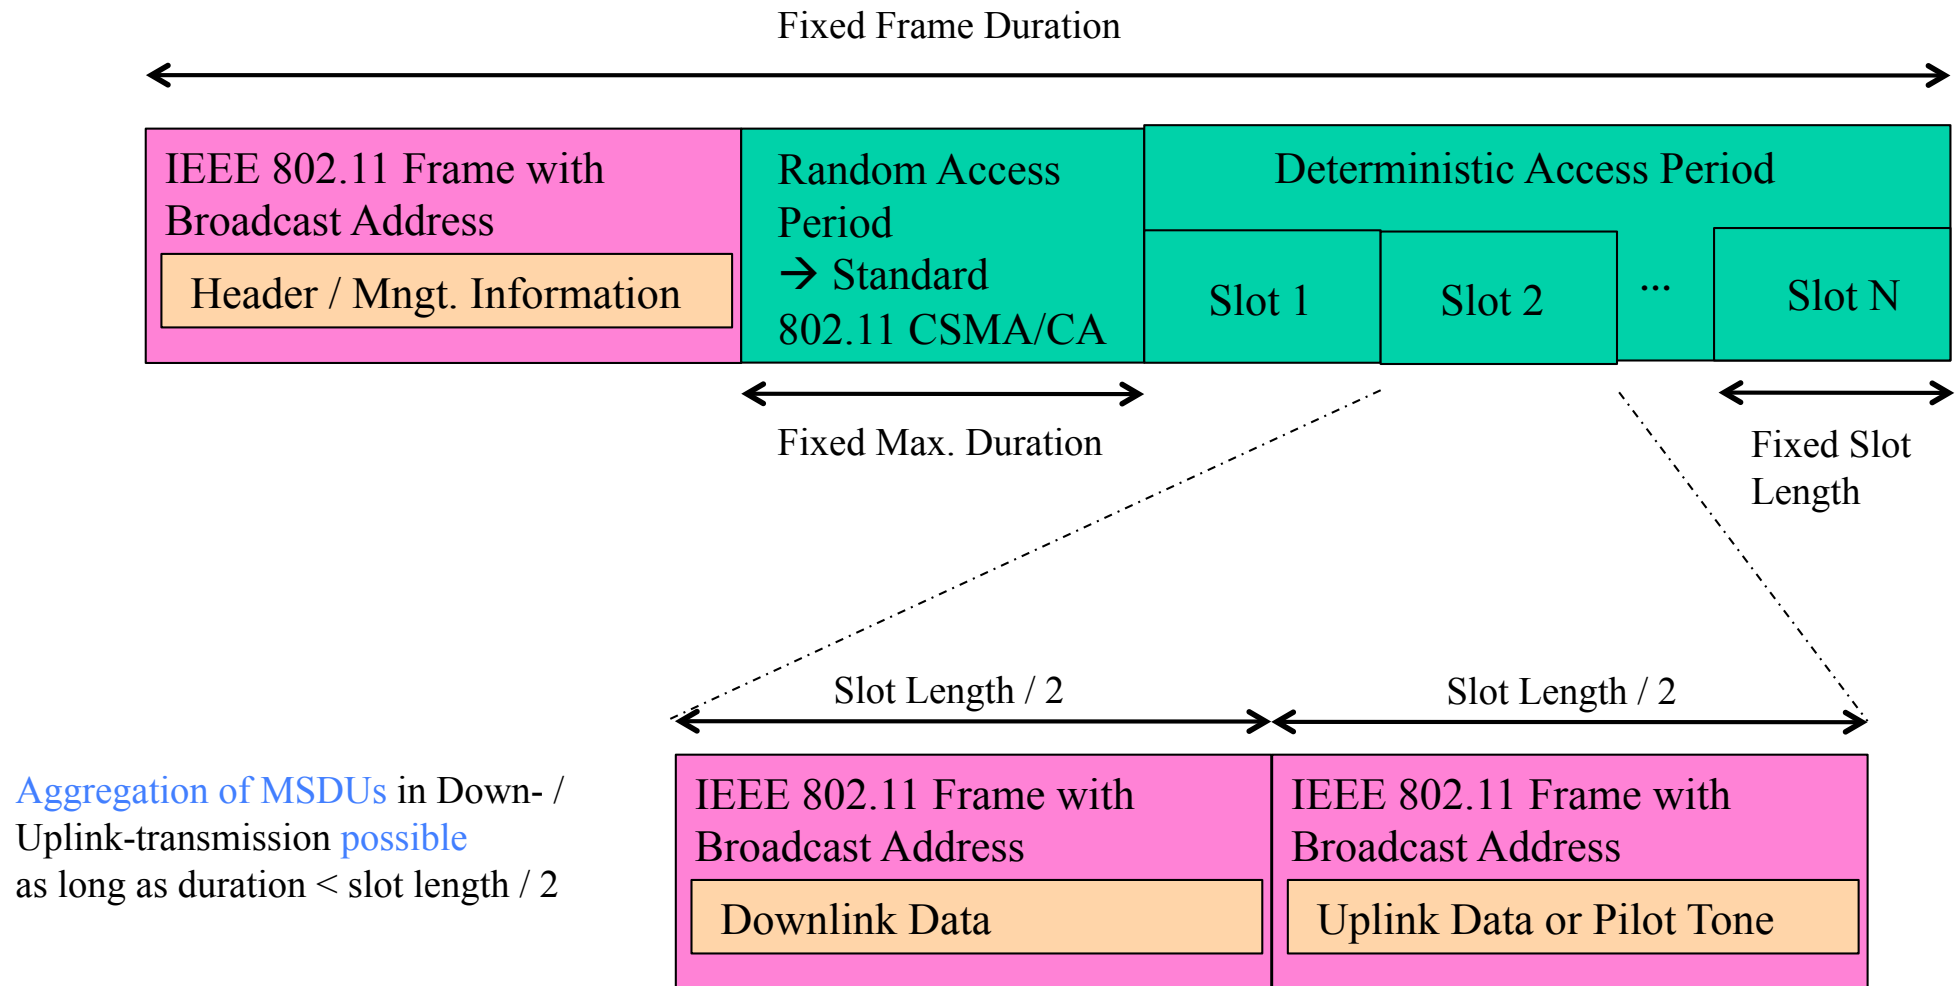 Fixed Frame Duration
IEEE 802.11 Frame with
Broadcast Address
Header / Mngt. Information
Random Access
Period
→ Standard
802.11 CSMA/CA
Deterministic Access Period
Slot 1
Slot 2
...
Slot N
Fixed Max. Duration
Fixed Slot
Length
Slot Length / 2
Slot Length / 2
Aggregation of MSDUs in Down- /
Uplink-transmission possible
as long as duration < slot length / 2
IEEE 802.11 Frame with
Broadcast Address
Downlink Data
IEEE 802.11 Frame with
Broadcast Address
Uplink Data or Pilot Tone